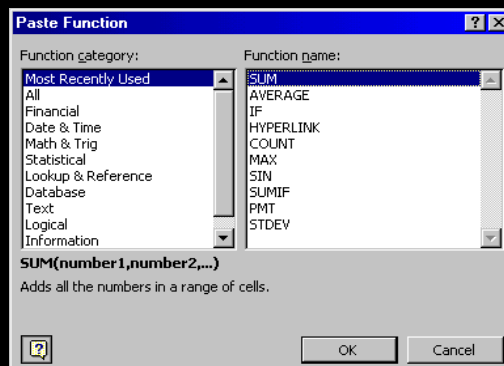 Paste Function
Function category:
Most Recently Used
All
Financial
Date & Time
Math & Trig
Statistical
Lookup & Reference
Database
Text
Logical
Information
Function name:
SUM
AVERAGE
IF
HYPERLINK
COUNT
MAX
SIN
SUMIF
PMT
STDEV
SUM(number1,number2,...)
Adds all the numbers in a range of cells.
OK
Cancel